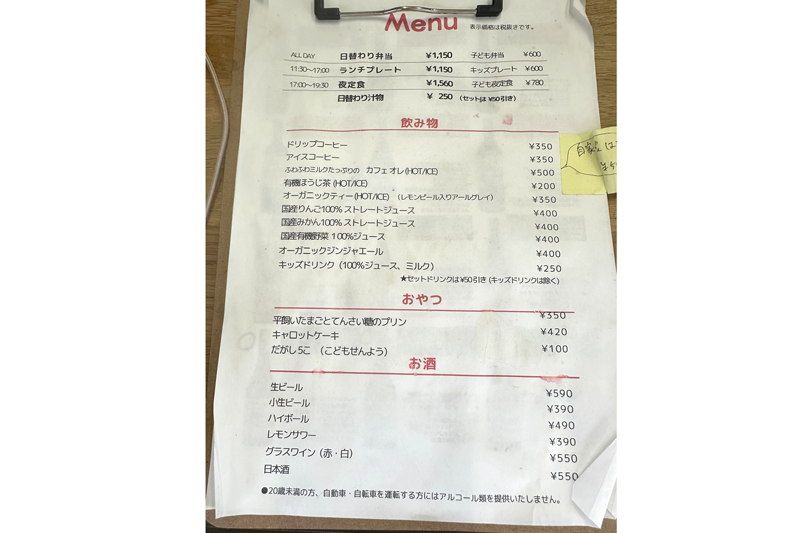 Menu 表示価格は税抜きです。
ALL DAY 日替わり弁当 ¥1,150 子ども弁当 ¥600
11:30〜17:00 ランチプレート ¥1,150 キッズプレート ¥600
17:00〜19:30 夜定食 ¥1,560 子ども夜定食 ¥780
日替わり汁物 ¥ 250 (セットは ¥50引き)
飲み物
ドリップコーヒー ¥350
アイスコーヒー ¥350
ふわふわミルクたっぷりの カフェオレ(HOT/ICE) ¥500
有機ほうじ茶 (HOT/ICE) ¥200
オーガニックティー(HOT/ICE) (レモンピール入りアールグレイ) ¥350
国産りんご100% ストレートジュース ¥400
国産みかん100% ストレートジュース ¥400
国産有機野菜 100%ジュース ¥400
オーガニックジンジャエール ¥400
キッズドリンク (100%ジュース、ミルク) ¥250
★セットドリンクは¥50引き (キッズドリンクは除く)
おやつ
平飼いたまごとてんさい糖のプリン ¥350
キャロットケーキ ¥420
だがし5こ (こどもせんよう) ¥100
お酒
生ビール ¥590
小生ビール ¥390
ハイボール ¥490
レモンサワー ¥390
グラスワイン (赤・白) ¥550
日本酒 ¥550
●20歳未満の方、自動車・自転車を運転する方にはアルコール類を提供いたしません。